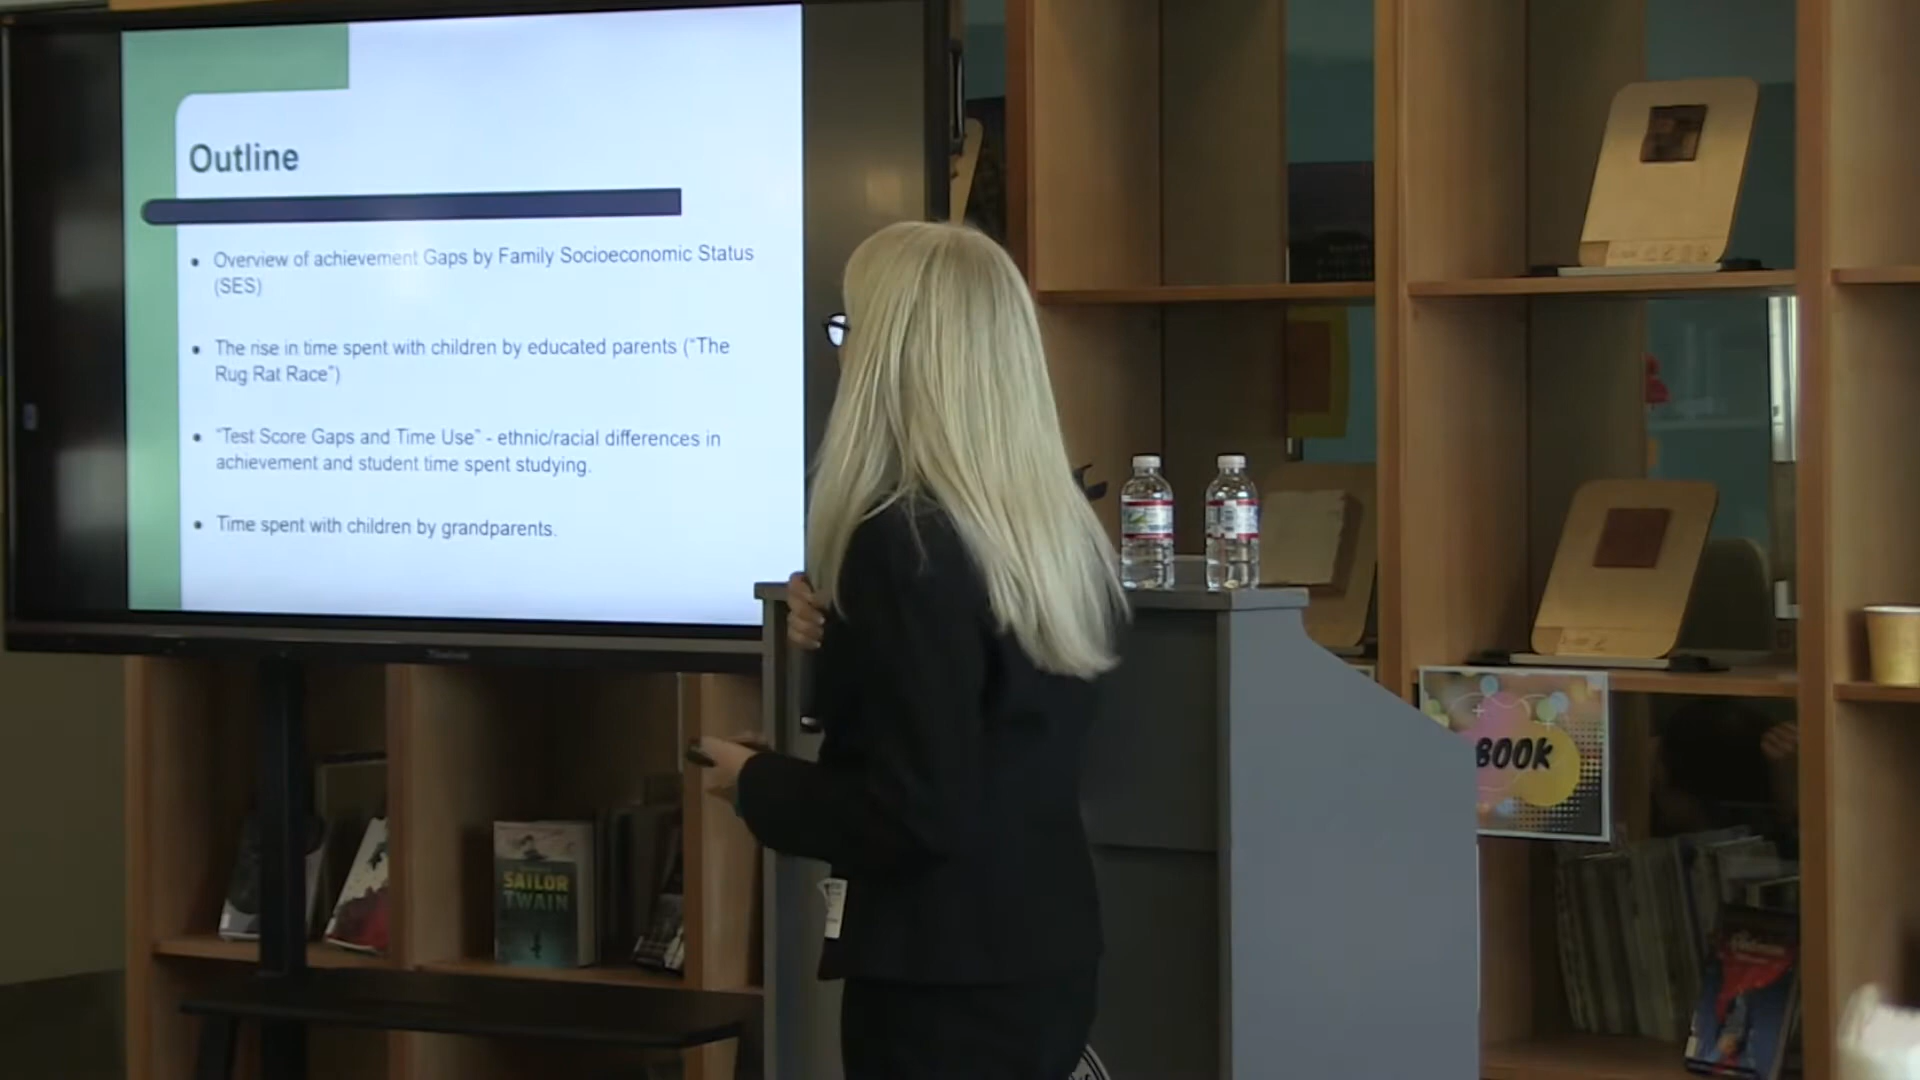 Outline
Overview of achievement Gaps by Family Socioeconomic Status
(SES)
The rise in time spent with children by educated parents (“The
Rug Rat Race”)
“Test Score Gaps and Time Use” - ethnic/racial differences in
achievement and student time spent studying.
Time spent with children by grandparents.
BOOK
SAILOR
TWAIN